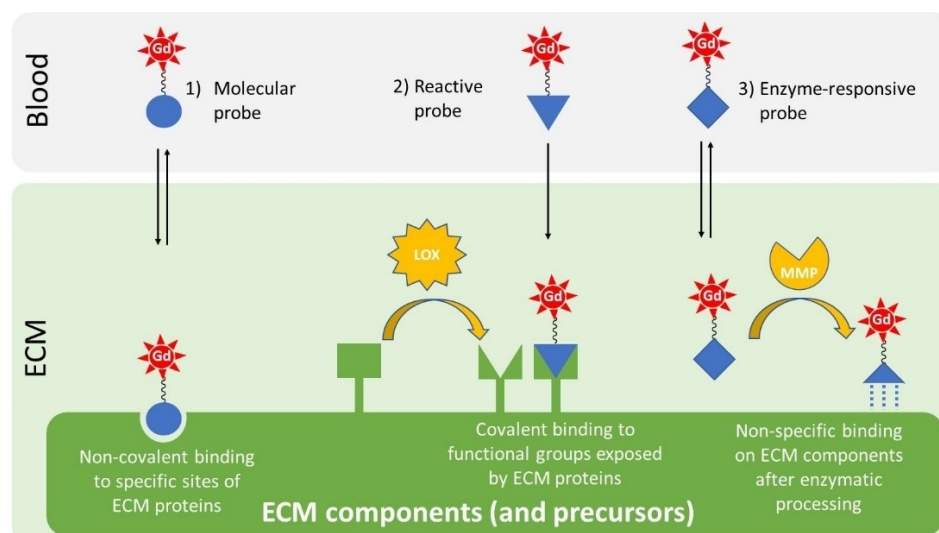 Blood
Gd
Gd
Gd
1) Molecular
probe
2) Reactive
probe
3) Enzyme-responsive
probe
ECM
LOX
MMP
Gd
Gd
Gd
Gd
Non-covalent binding
to specific sites of
ECM proteins
Covalent binding to
functional groups exposed
by ECM proteins
Non-specific binding
on ECM components
after enzymatic
processing
ECM components (and precursors)